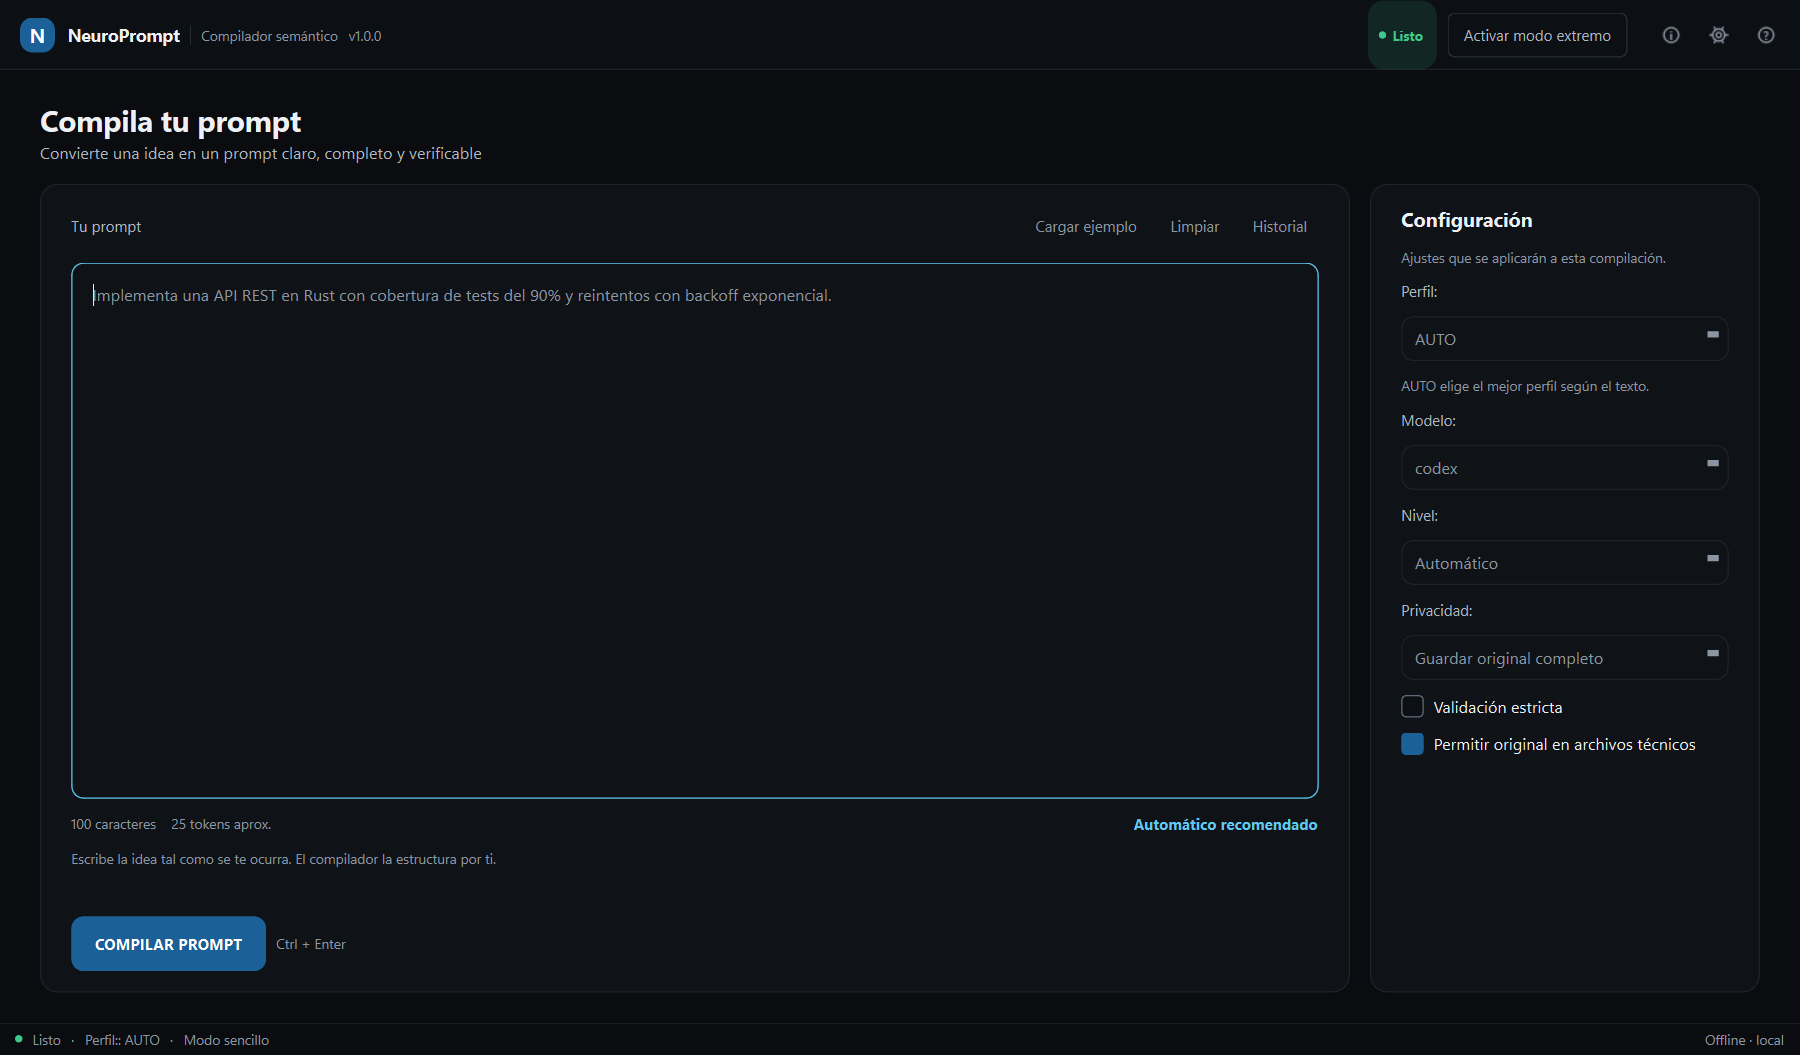 N NeuroPrompt Compilador semántico v1.0.0 Listo Activar modo extremo
Compila tu prompt
Convierte una idea en un prompt claro, completo y verificable
Tu prompt Cargar ejemplo Limpiar Historial
Implementa una API REST en Rust con cobertura de tests del 90% y reintentos con backoff exponencial.
100 caracteres 25 tokens aprox. Automático recomendado
Escribe la idea tal como se te ocurra. El compilador la estructura por ti.
COMPILAR PROMPT Ctrl + Enter
Configuración
Ajustes que se aplicarán a esta compilación.
Perfil:
AUTO
AUTO elige el mejor perfil según el texto.
Modelo:
codex
Nivel:
Automático
Privacidad:
Guardar original completo
Validación estricta
Permitir original en archivos técnicos
Listo · Perfil:: AUTO · Modo sencillo Offline · local